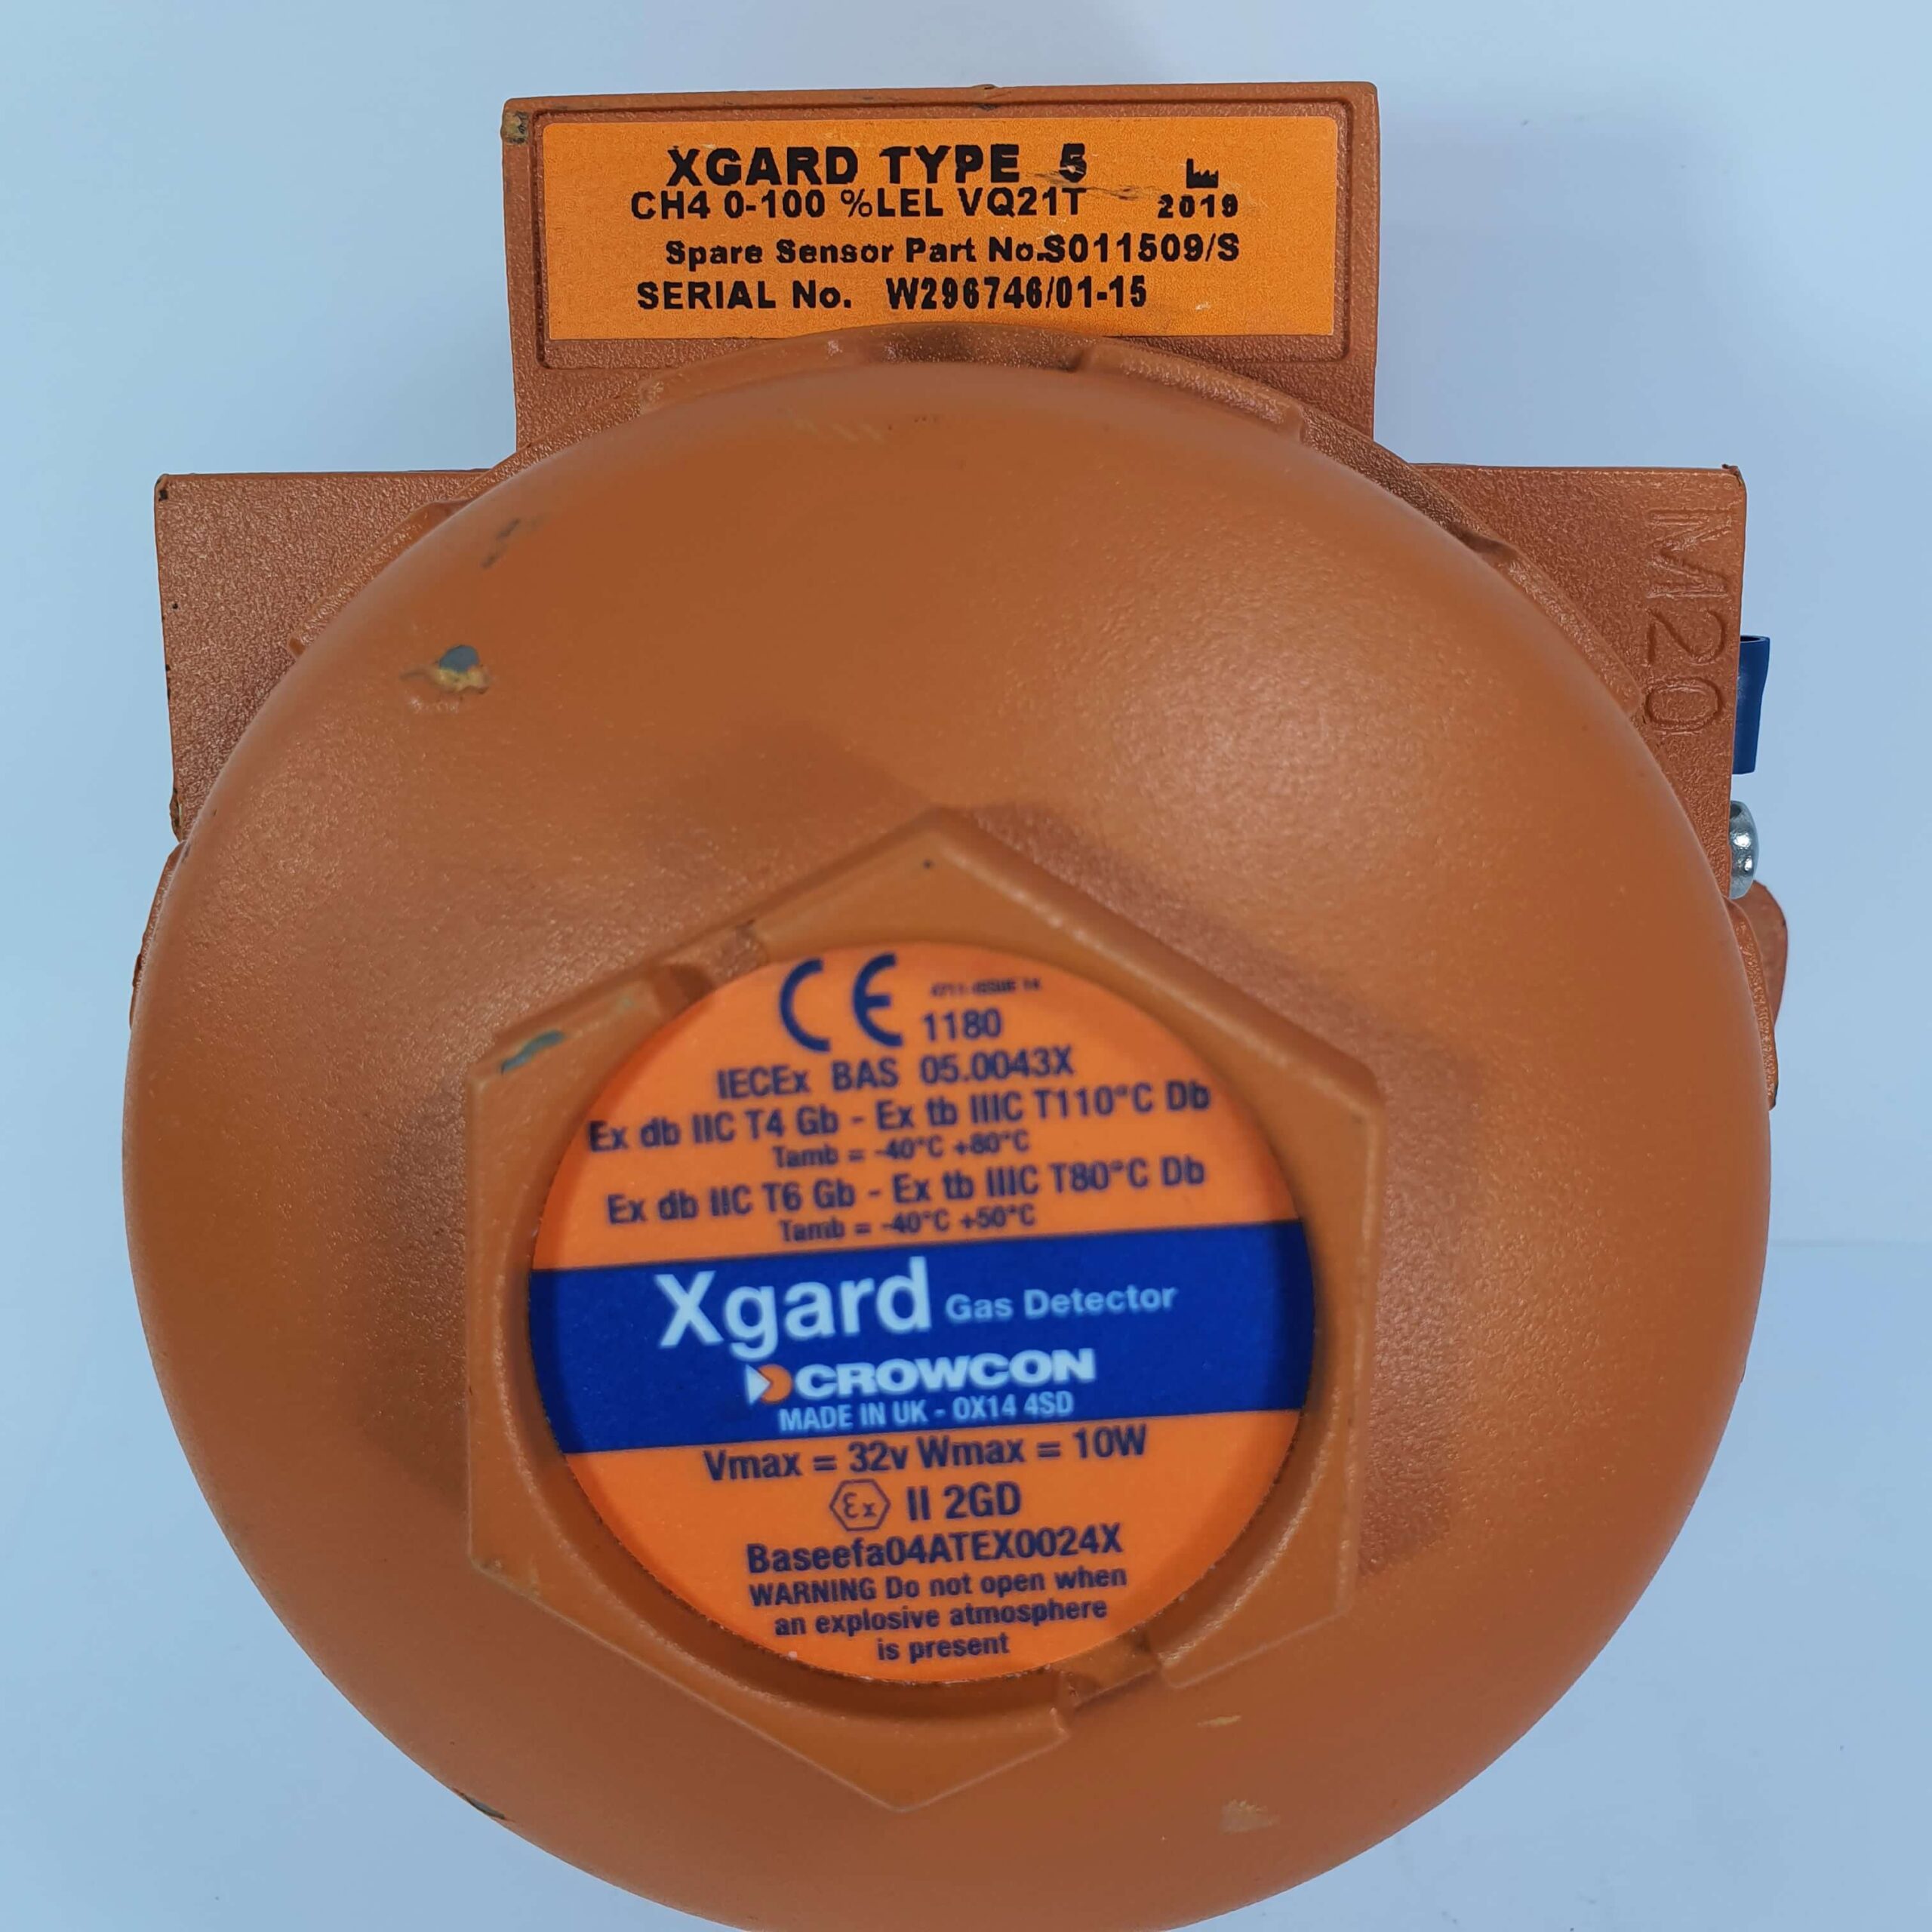 XGARD TYPE 5
CH4 0-100 %LEL VQ21T 2019
Spare Sensor Part No.S011509/S
SERIAL No. W296746/01-15
M20
CE 1180
IECEx BAS 05.0043X
Ex db IIC T4 Gb - Ex tb IIIC T110°C Db
Tamb = -40°C +80°C
Ex db IIC T6 Gb - Ex tb IIIC T80°C Db
Tamb = -40°C +50°C
Xgard Gas Detector
CROWCON
MADE IN UK - OX14 4SD
Vmax = 32v Wmax = 10W
Ex II 2GD
Baseefa04ATEX0024X
WARNING Do not open when
an explosive atmosphere
is present